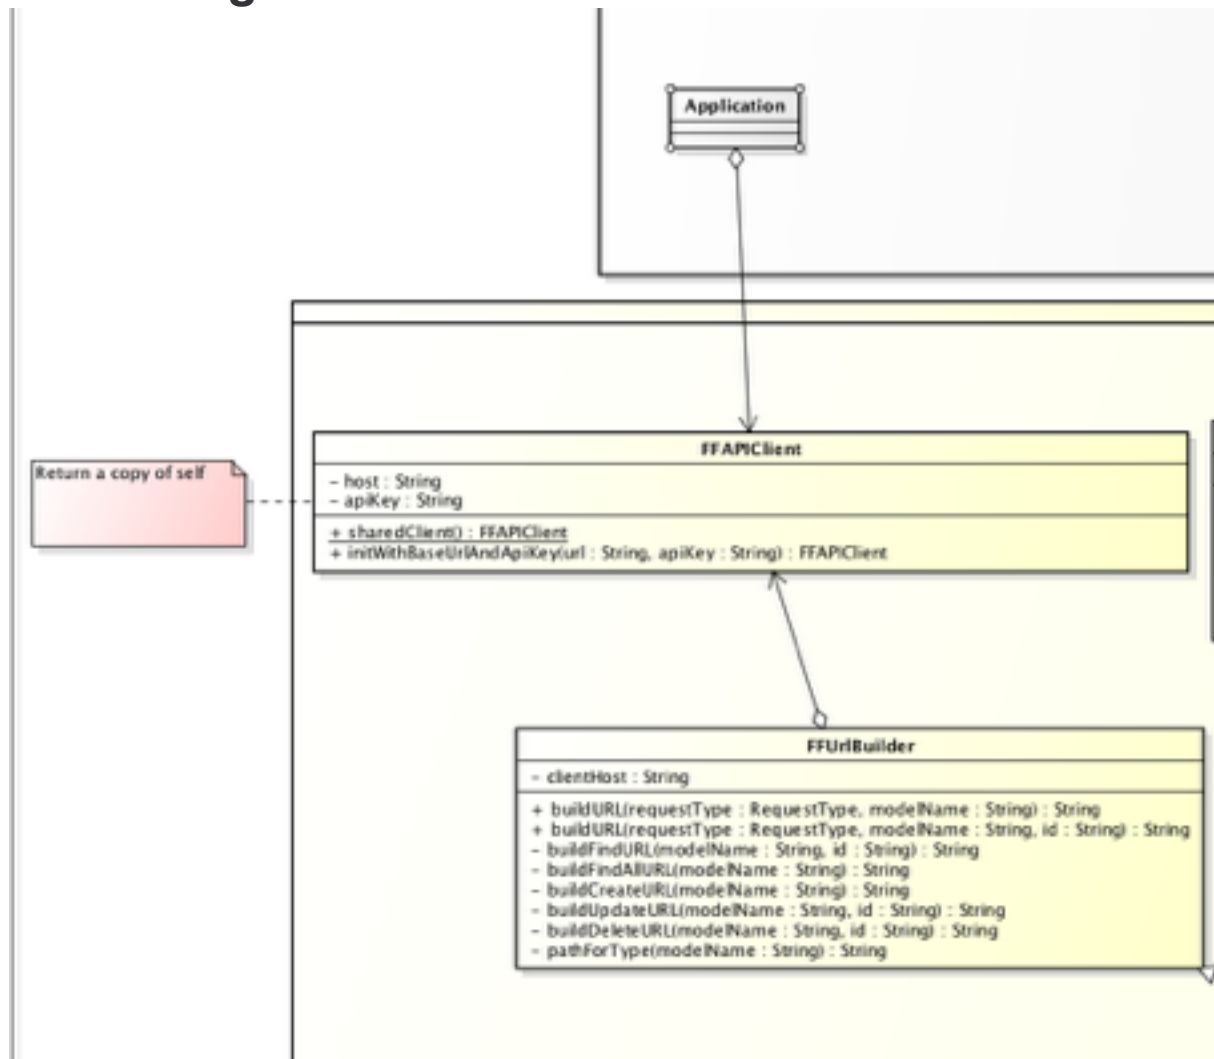 Application
FFAPIClient
- host : String
- apiKey : String
+ sharedClient() : FFAPIClient
+ initWithBaseUrlAndApiKey(url : String, apiKey : String) : FFAPIClient
Return a copy of self
FFUrlBuilder
- clientHost : String
+ buildURL(requestType : RequestType, modelName : String) : String
+ buildURL(requestType : RequestType, modelName : String, id : String) : String
- buildFindURL(modelName : String, id : String) : String
- buildFindAllURL(modelName : String) : String
- buildCreateURL(modelName : String) : String
- buildUpdateURL(modelName : String, id : String) : String
- buildDeleteURL(modelName : String, id : String) : String
- pathForType(modelName : String) : String